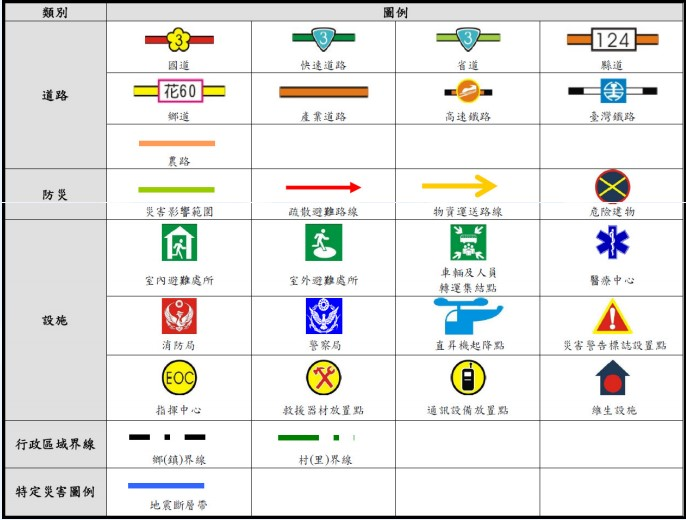 類別 圖例
道路
3 3 3 124
國道 快速道路 省道 縣道
花60
鄉道 產業道路 高速鐵路 臺灣鐵路
農路
防災
災害影響範圍 疏散避難路線 物資運送路線 危險建物
設施
室內避難處所 室外避難處所 車輛及人員
轉運集結點 醫療中心
消防局 警察局 直昇機起降點 災害警告標誌設置點
EOC
指揮中心 救援器材放置點 通訊設備放置點 維生設施
行政區域界線
鄉(鎮)界線 村(里)界線
特定災害圖例
地震斷層帶